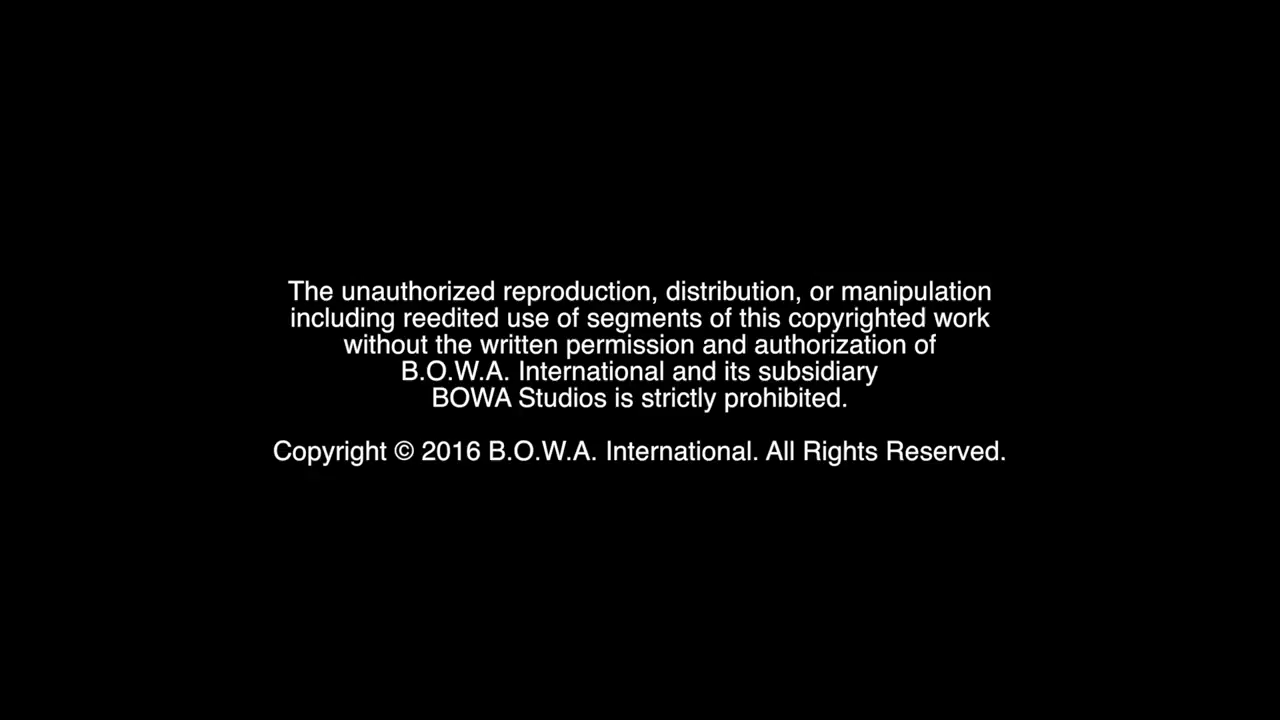 The unauthorized reproduction, distribution, or manipulation
including reedited use of segments of this copyrighted work
without the written permission and authorization of
B.O.W.A. International and its subsidiary
BOWA Studios is strictly prohibited.
Copyright © 2016 B.O.W.A. International. All Rights Reserved.